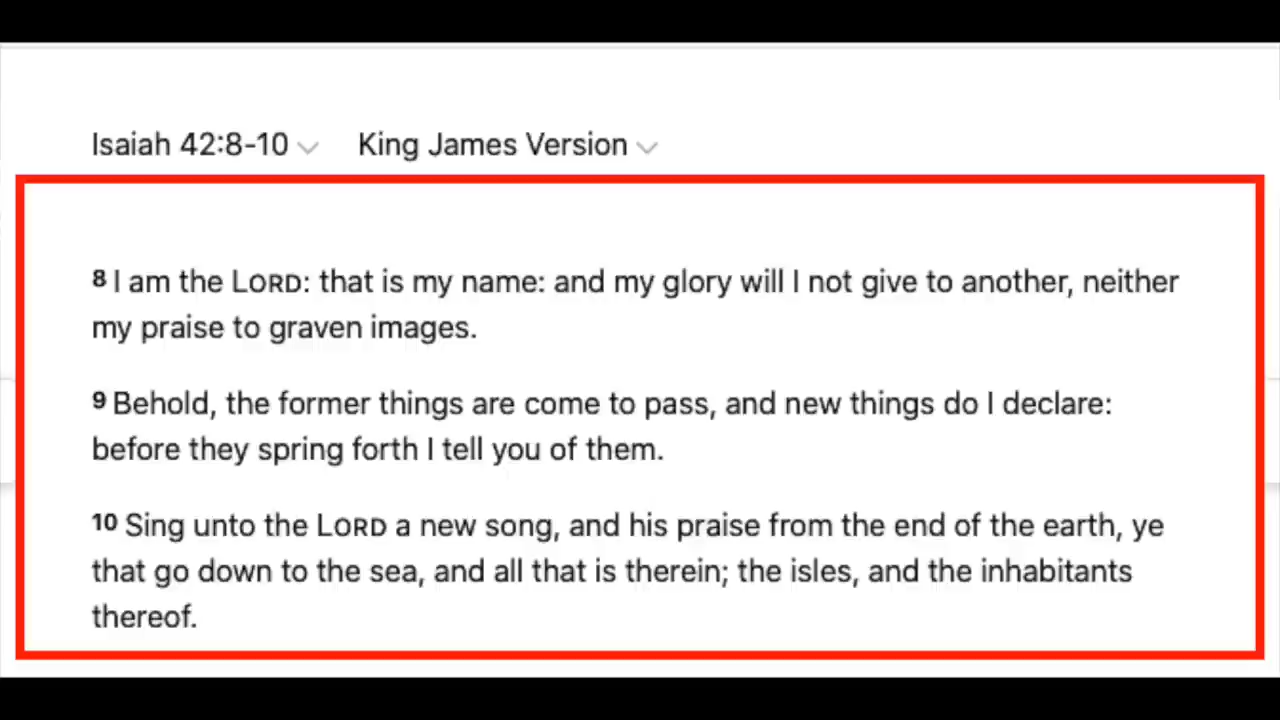 Isaiah 42:8-10 King James Version
8 I am the LORD: that is my name: and my glory will I not give to another, neither
my praise to graven images.
9 Behold, the former things are come to pass, and new things do I declare:
before they spring forth I tell you of them.
10 Sing unto the LORD a new song, and his praise from the end of the earth, ye
that go down to the sea, and all that is therein; the isles, and the inhabitants
thereof.